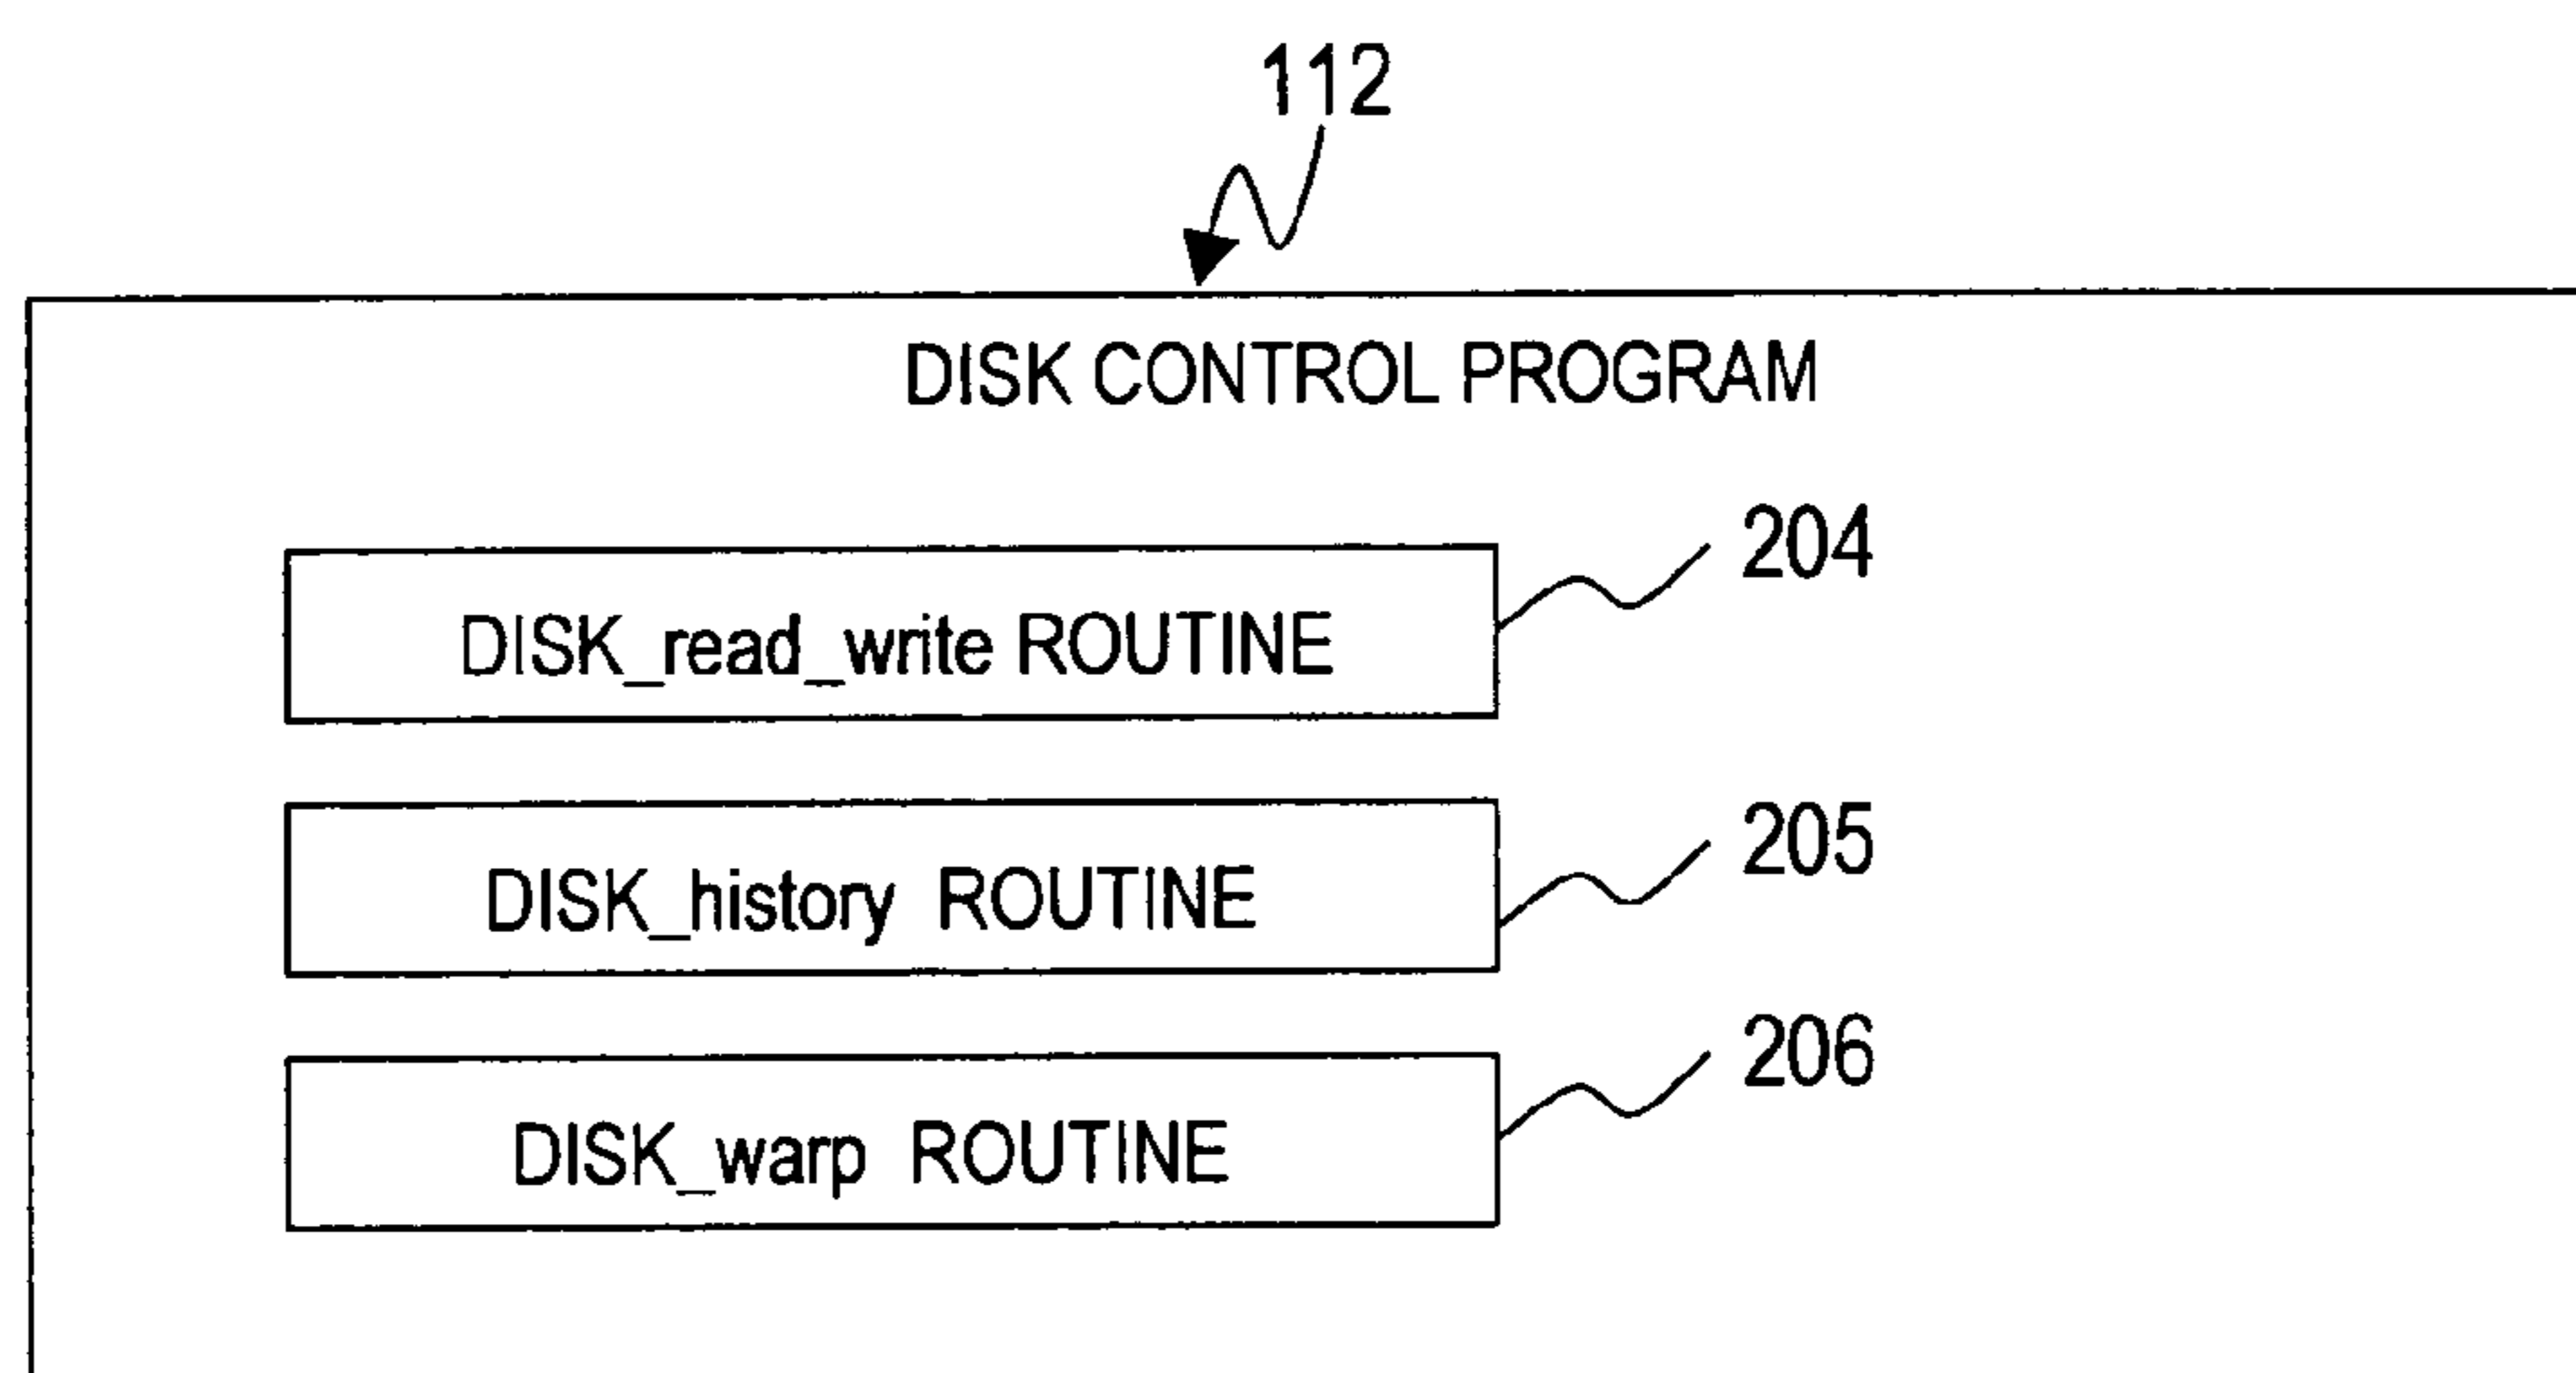 112
DISK CONTROL PROGRAM
204
DISK_read_write ROUTINE
205
DISK_history ROUTINE
206
DISK_warp ROUTINE